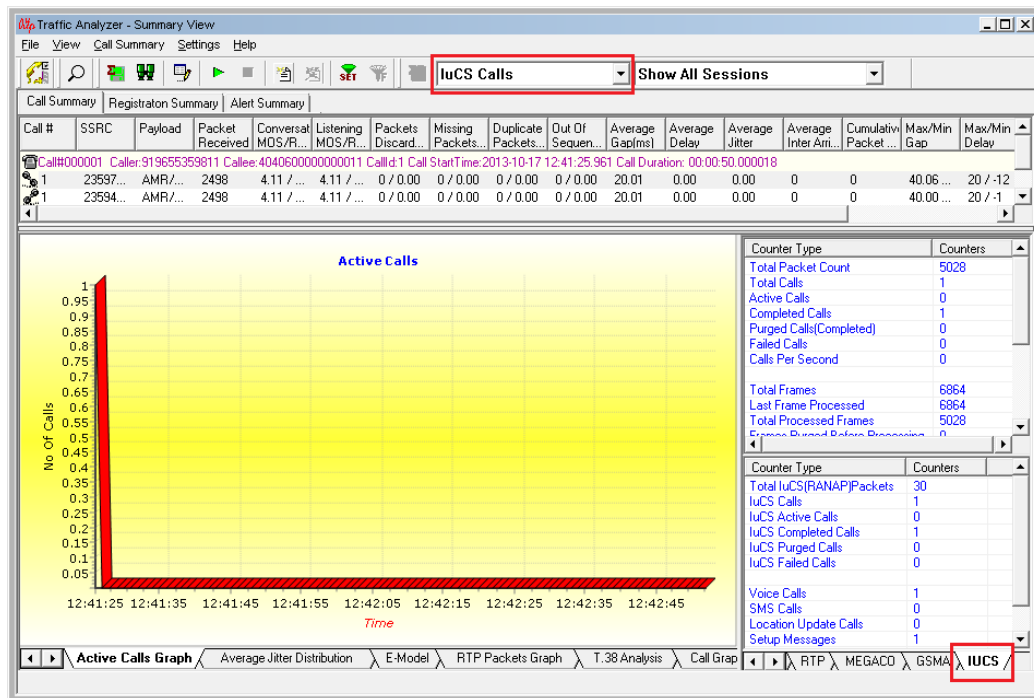 Traffic Analyzer - Summary View
File View Call Summary Settings Help
SET
IuCS Calls
Show All Sessions
Call Summary Registraton Summary Alert Summary
Call # SSRC Payload Packet Received Conversat MOS/R... Listening MOS/R... Packets Discard... Missing Packets... Duplicate Packets... Out Of Sequen... Average Gap(ms) Average Delay Average Jitter Average Inter Arri... Cumulativ Packet ... Max/Min Gap Max/Min Delay
Call#000001 Caller:919655359811 Callee:4040600000000011 CallId:1 Call StartTime:2013-10-17 12:41:25.961 Call Duration: 00:00:50.000018
1 23597... AMR/... 2498 4.11 / ... 4.11 / ... 0 / 0.00 0 / 0.00 0 / 0.00 0 / 0.00 20.01 0.00 0.00 0 0 40.06 ... 20 / -12
1 23594... AMR/... 2498 4.11 / ... 4.11 / ... 0 / 0.00 0 / 0.00 0 / 0.00 0 / 0.00 20.01 0.00 0.00 0 0 40.00 ... 20 / -1
Active Calls
No Of Calls
1
0.95
0.9
0.85
0.8
0.75
0.7
0.65
0.6
0.55
0.5
0.45
0.4
0.35
0.3
0.25
0.2
0.15
0.1
0.05
12:41:25 12:41:35 12:41:45 12:41:55 12:42:05 12:42:15 12:42:25 12:42:35 12:42:45
Time
Active Calls Graph Average Jitter Distribution E-Model RTP Packets Graph T.38 Analysis Call Grap
Counter Type Counters
Total Packet Count 5028
Total Calls 1
Active Calls 0
Completed Calls 1
Purged Calls(Completed) 0
Failed Calls 0
Calls Per Second 0
Total Frames 6864
Last Frame Processed 6864
Total Processed Frames 5028
Frames Purged Before Processing 0
Counter Type Counters
Total IuCS(RANAP)Packets 30
IuCS Calls 1
IuCS Active Calls 0
IuCS Completed Calls 1
IuCS Purged Calls 0
IuCS Failed Calls 0
Voice Calls 1
SMS Calls 0
Location Update Calls 0
Setup Messages 1
RTP MEGACO GSMA IUCS